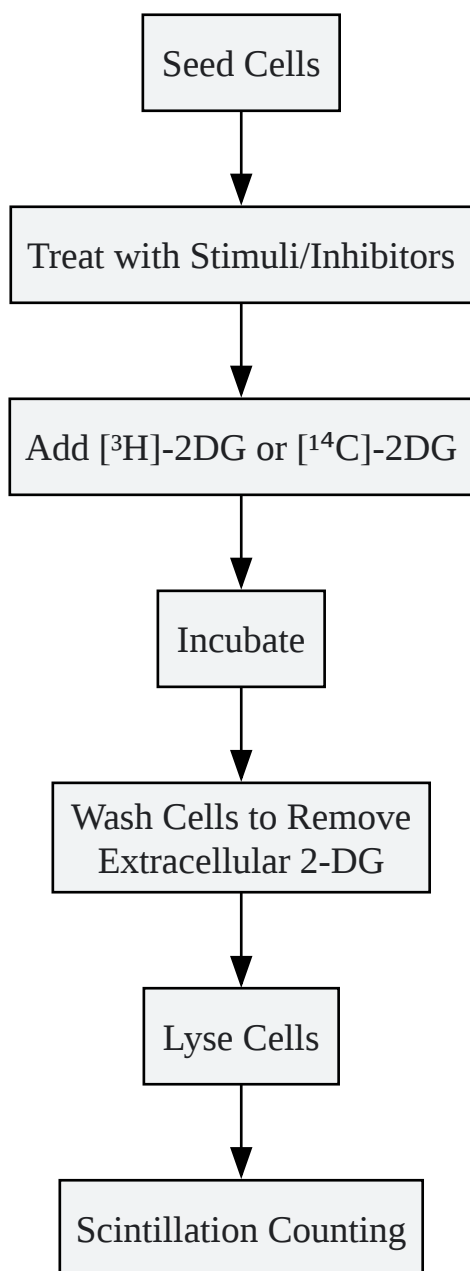 Seed Cells
Treat with Stimuli/Inhibitors
Add [³H]-2DG or [¹⁴C]-2DG
Incubate
Wash Cells to Remove
Extracellular 2-DG
Lyse Cells
Scintillation Counting